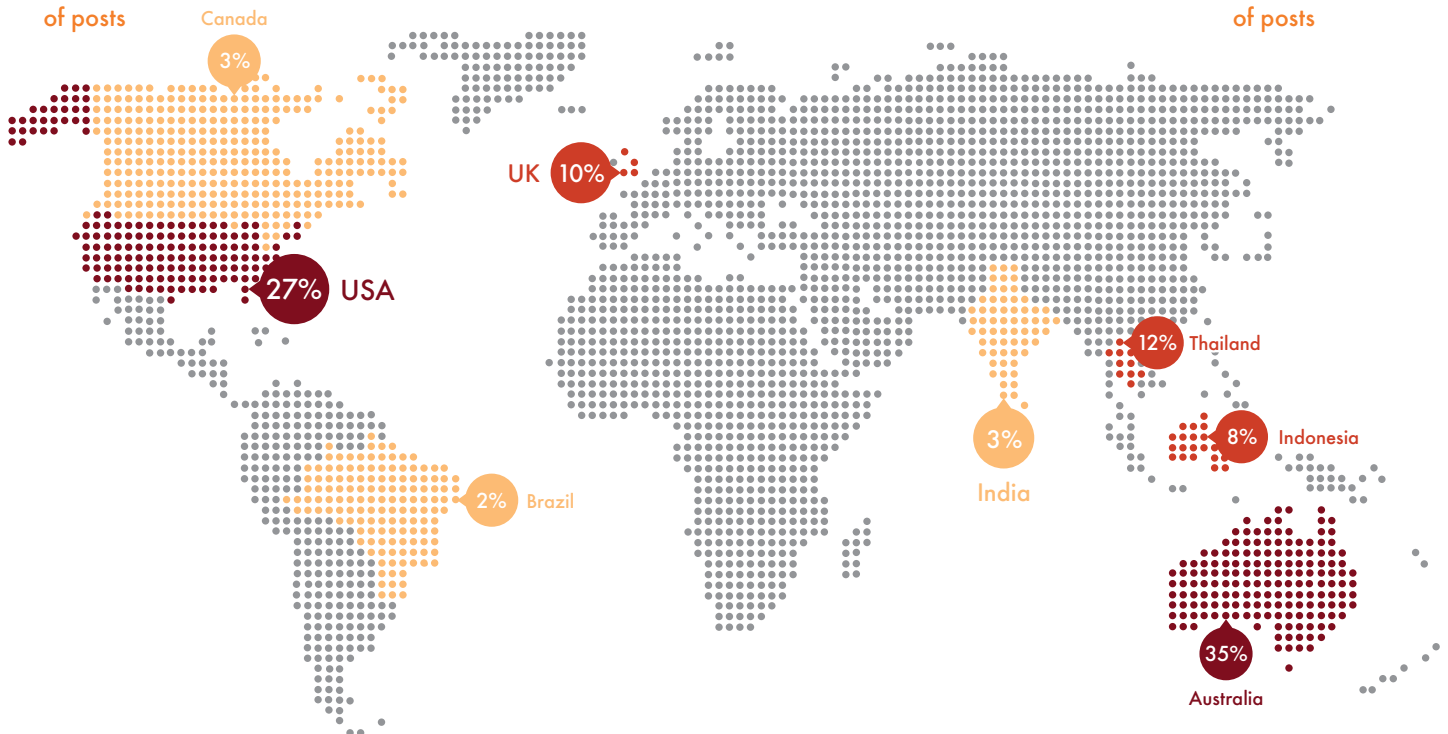 of posts
of posts
Canada
3%
UK
10%
27%
USA
12%
Thailand
3%
India
8%
Indonesia
2%
Brazil
35%
Australia